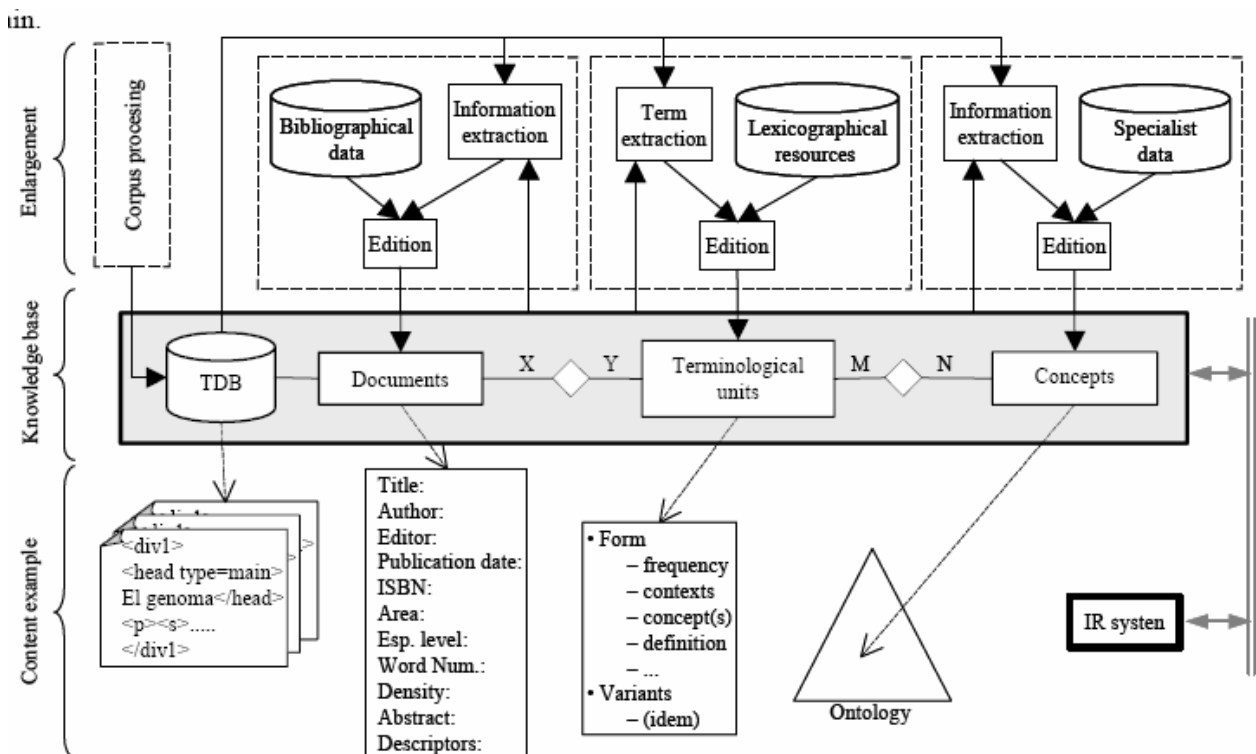 in.
Enlargement
Corpus procesing
Bibliographical
data
Information
extraction
Edition
Term
extraction
Lexicographical
resources
Edition
Information
extraction
Specialist
data
Edition
Knowledge base
TDB
Documents
X
Y
Terminological
units
M
N
Concepts
Content example
<div1>
<head type=main>
El genoma</head>
<p><s>.....
</div1>
Title:
Author:
Editor:
Publication date:
ISBN:
Area:
Esp. level:
Word Num.:
Density:
Abstract:
Descriptors:
• Form
– frequency
– contexts
– concept(s)
– definition
– ...
• Variants
– (idem)
Ontology
IR systen